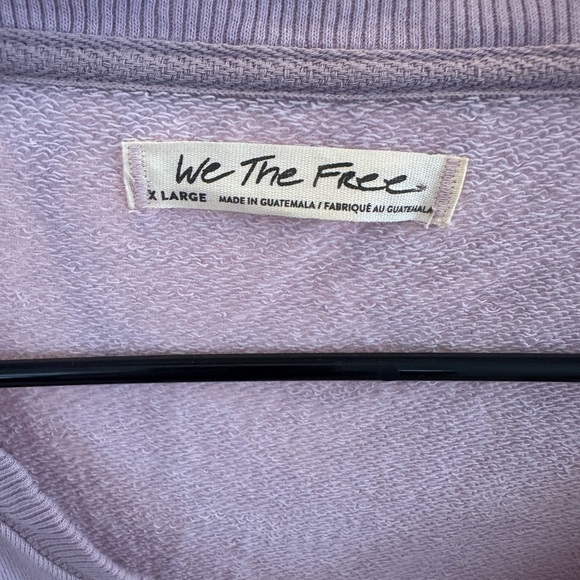 We The Free
X LARGE MADE IN GUATEMALA / FABRIQUÉ AU GUATEMALA